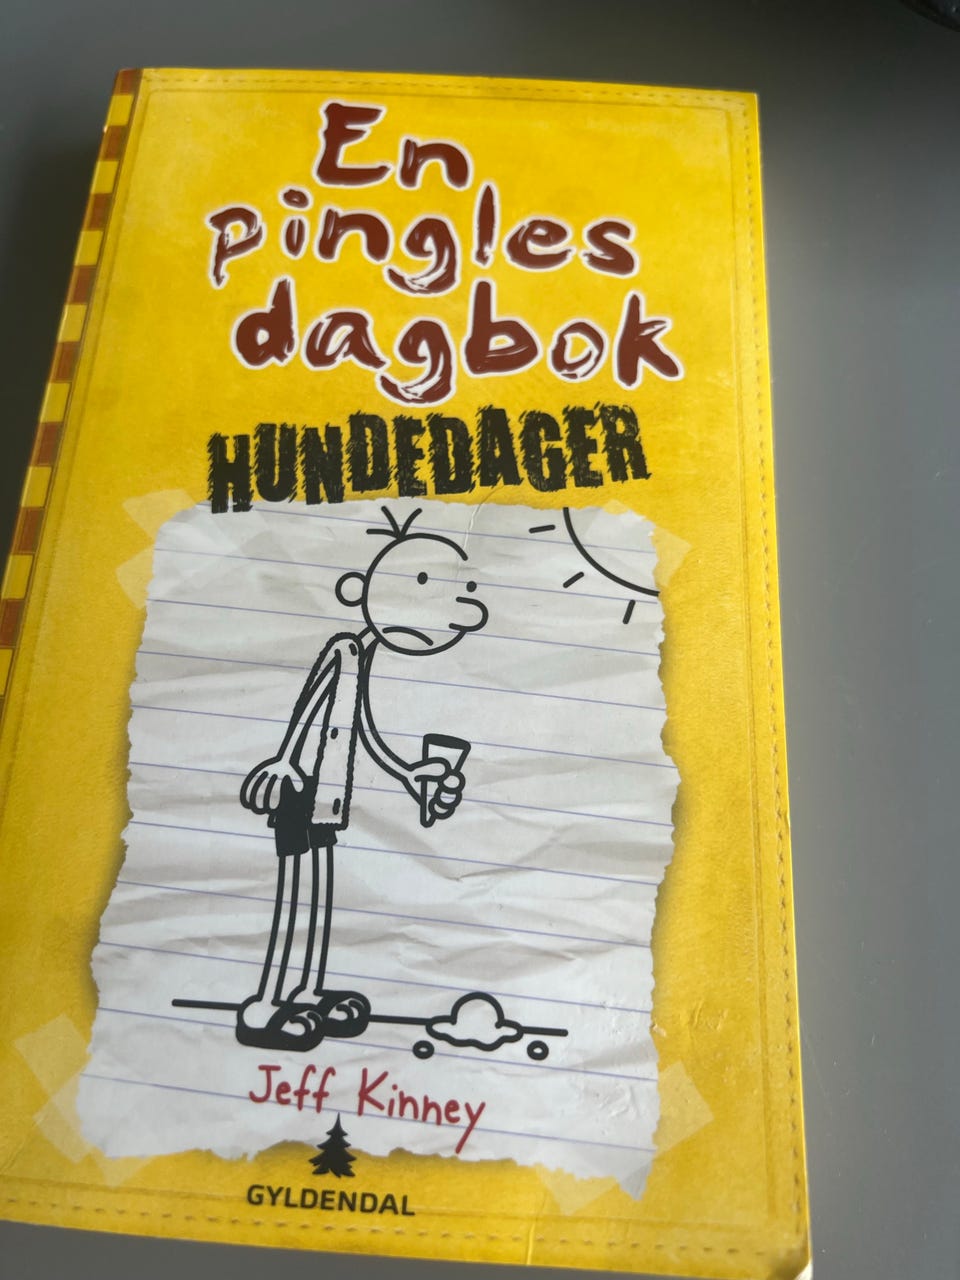 En
pingles
dagbok
HUNDEDAGER
Jeff Kinney
GYLDENDAL